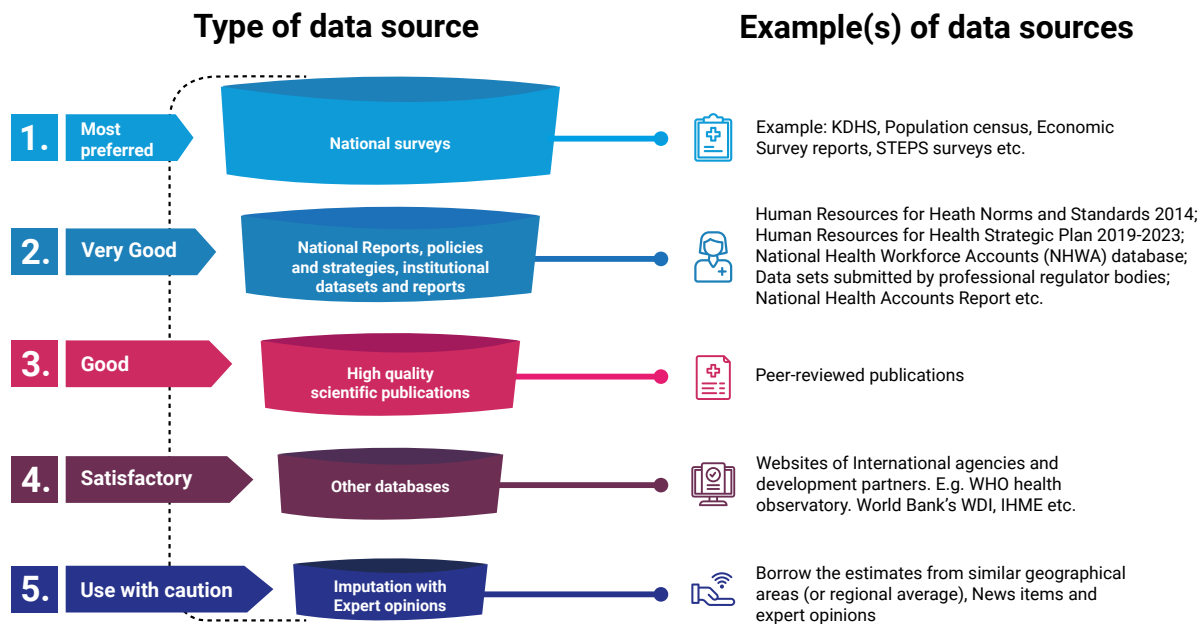 Type of data source
Example(s) of data sources
1.
Most
preferred
National surveys
Example: KDHS, Population census, Economic
Survey reports, STEPS surveys etc.
2.
Very Good
National Reports, policies
and strategies, institutional
datasets and reports
Human Resources for Heath Norms and Standards 2014;
Human Resources for Health Strategic Plan 2019-2023;
National Health Workforce Accounts (NHWA) database;
Data sets submitted by professional regulator bodies;
National Health Accounts Report etc.
3.
Good
High quality
scientific publications
Peer-reviewed publications
4.
Satisfactory
Other databases
Websites of International agencies and
development partners. E.g. WHO health
observatory. World Bank's WDI, IHME etc.
5.
Use with caution
Imputation with
Expert opinions
Borrow the estimates from similar geographical
areas (or regional average), News items and
expert opinions